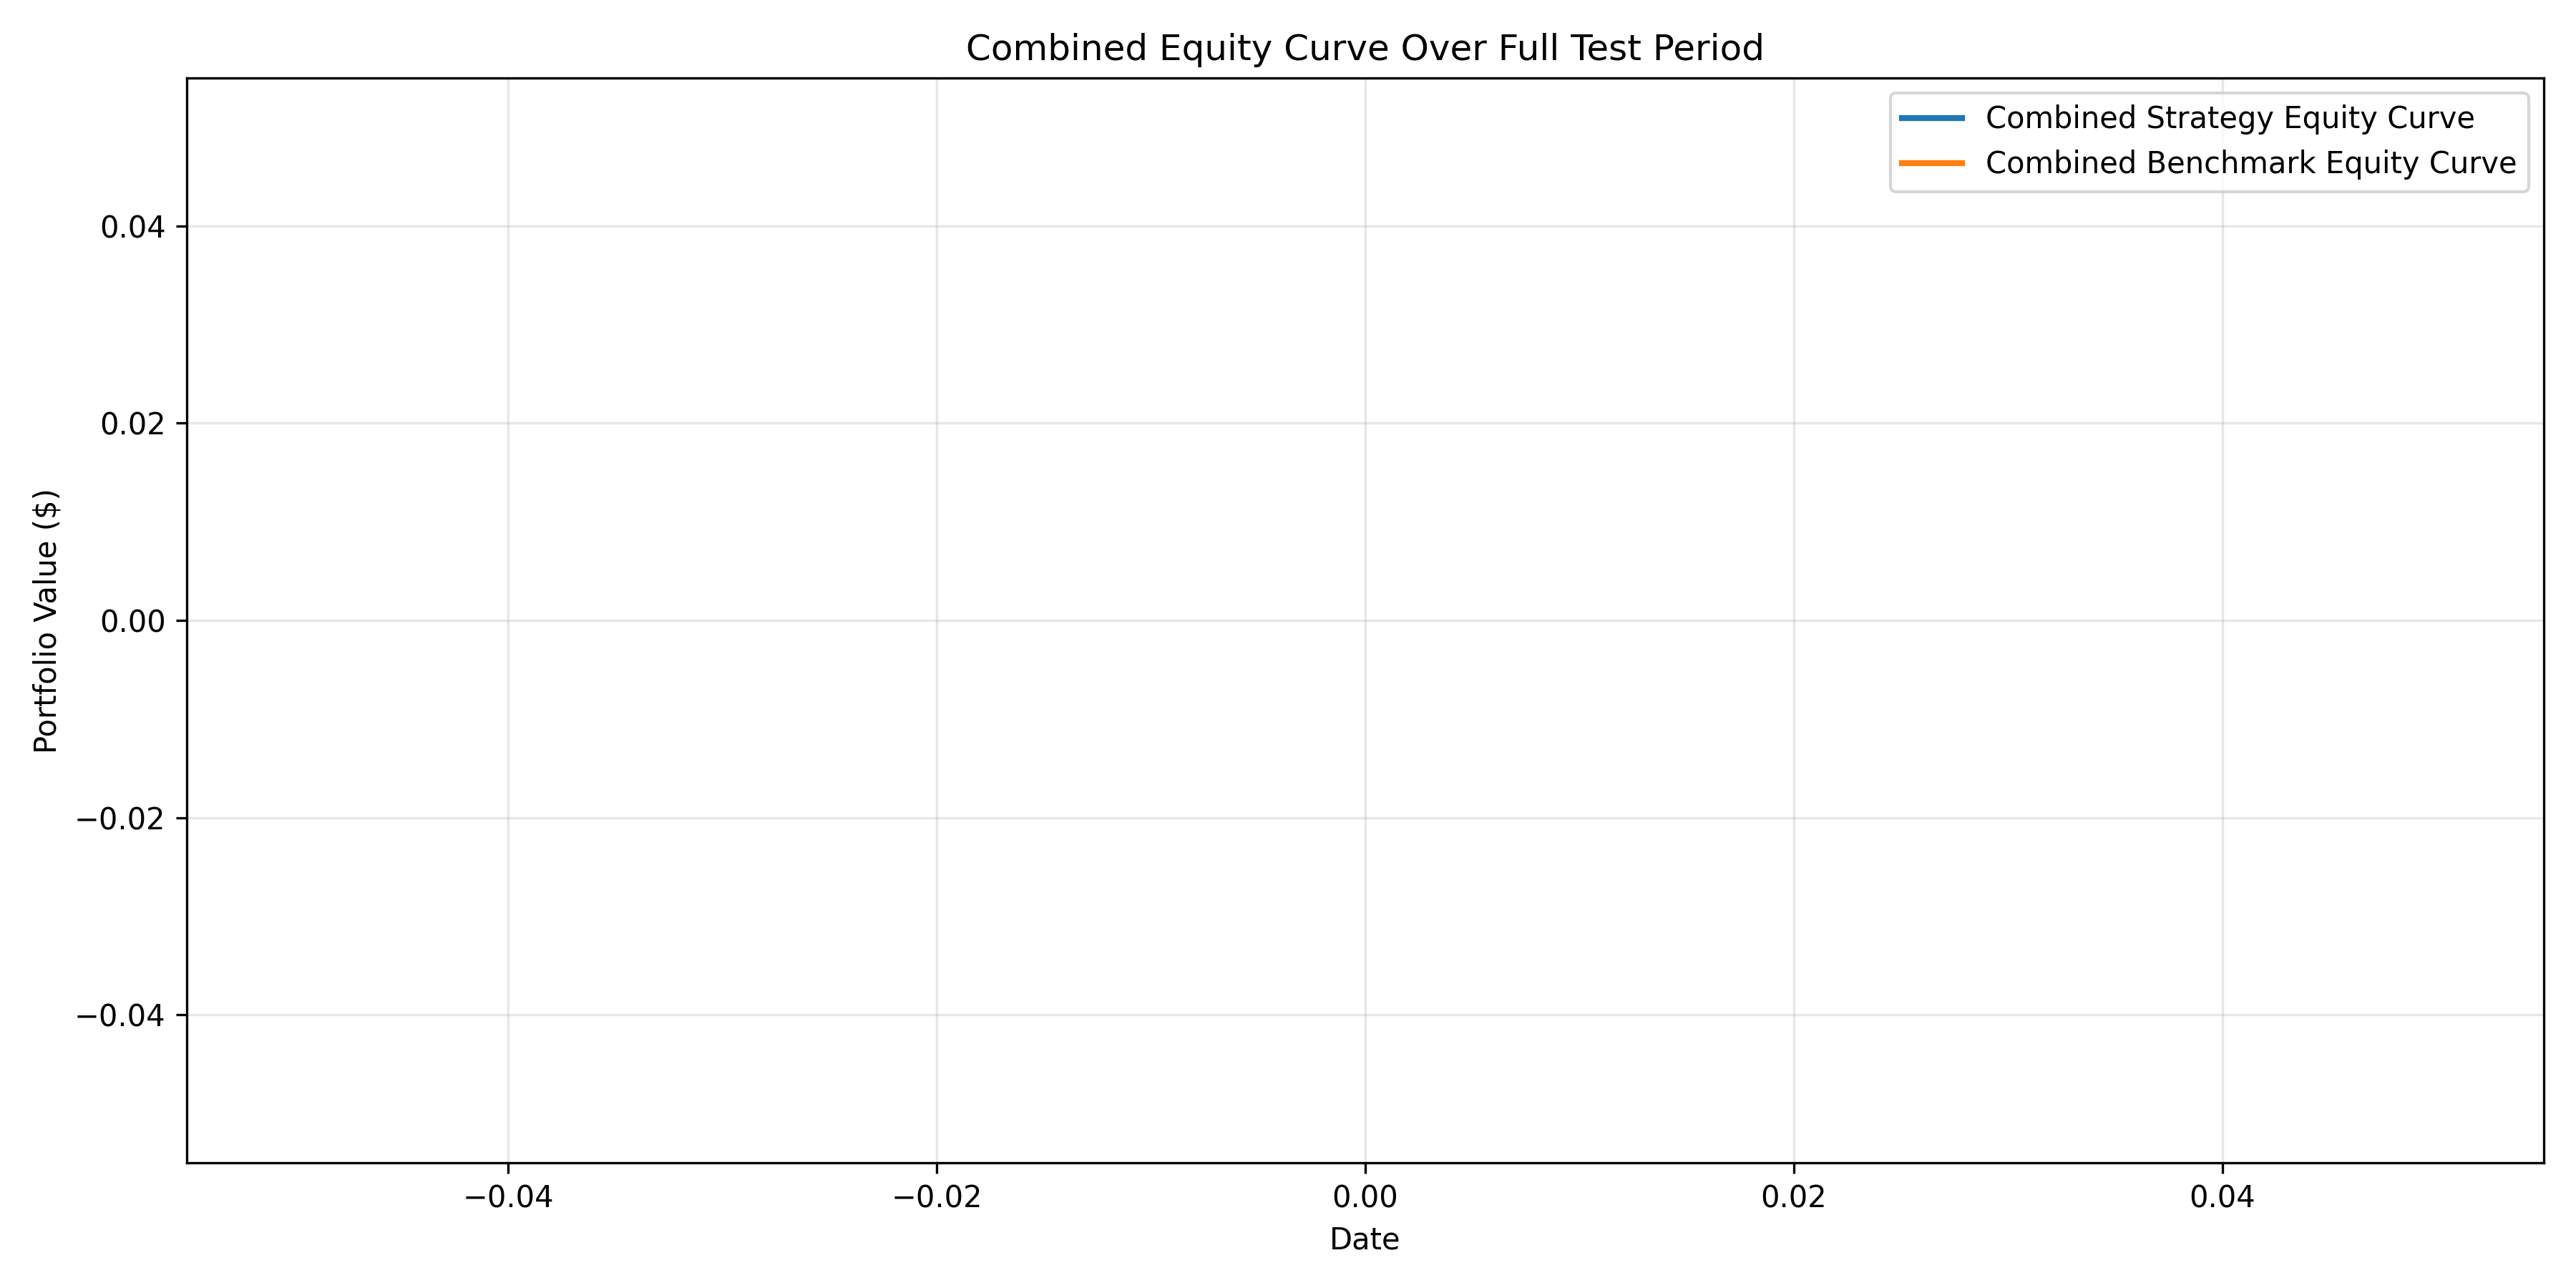 Combined Equity Curve Over Full Test Period
Combined Strategy Equity Curve
Combined Benchmark Equity Curve
Portfolio Value ($)
0.04
0.02
0.00
−0.02
−0.04
−0.04
−0.02
0.00
0.02
0.04
Date